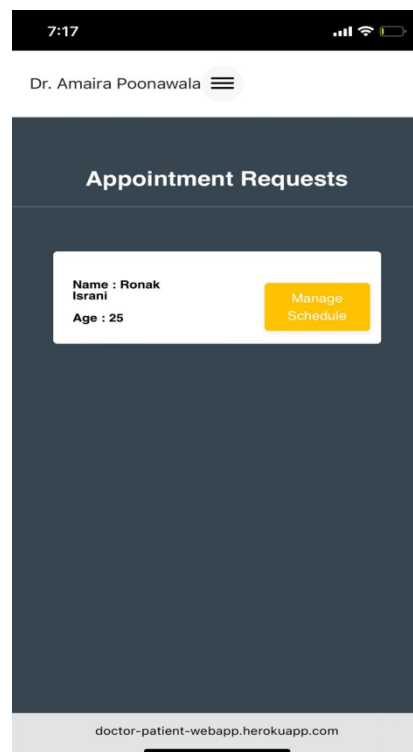 7:17
Dr. Amaira Poonawala
Appointment Requests
Name : Ronak
Israni
Age : 25
Manage
Schedule
doctor-patient-webapp.herokuapp.com